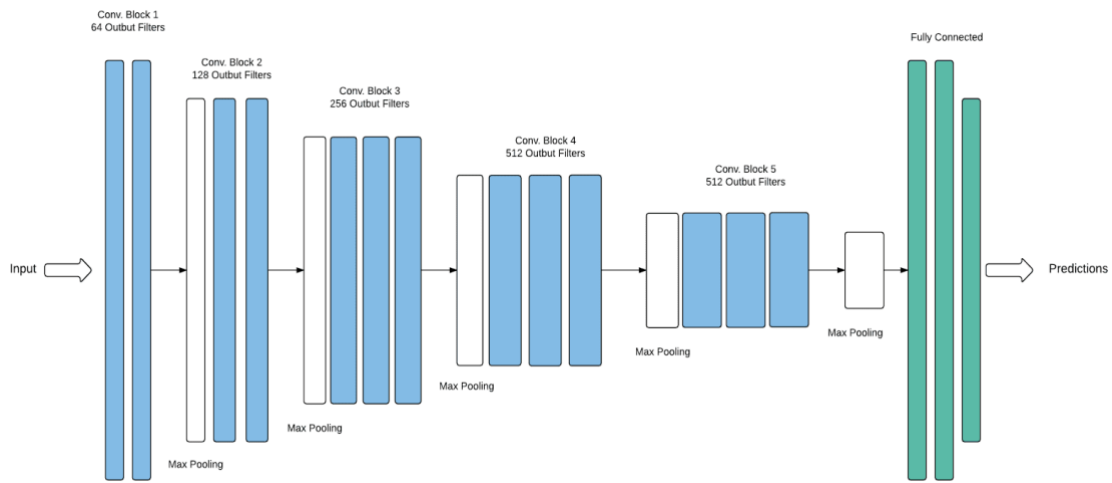 Conv. Block 1
64 Outbut Filters
Conv. Block 2
128 Outbut Filters
Conv. Block 3
256 Outbut Filters
Conv. Block 4
512 Outbut Filters
Conv. Block 5
512 Outbut Filters
Fully Connected
Input
Predictions
Max Pooling
Max Pooling
Max Pooling
Max Pooling
Max Pooling